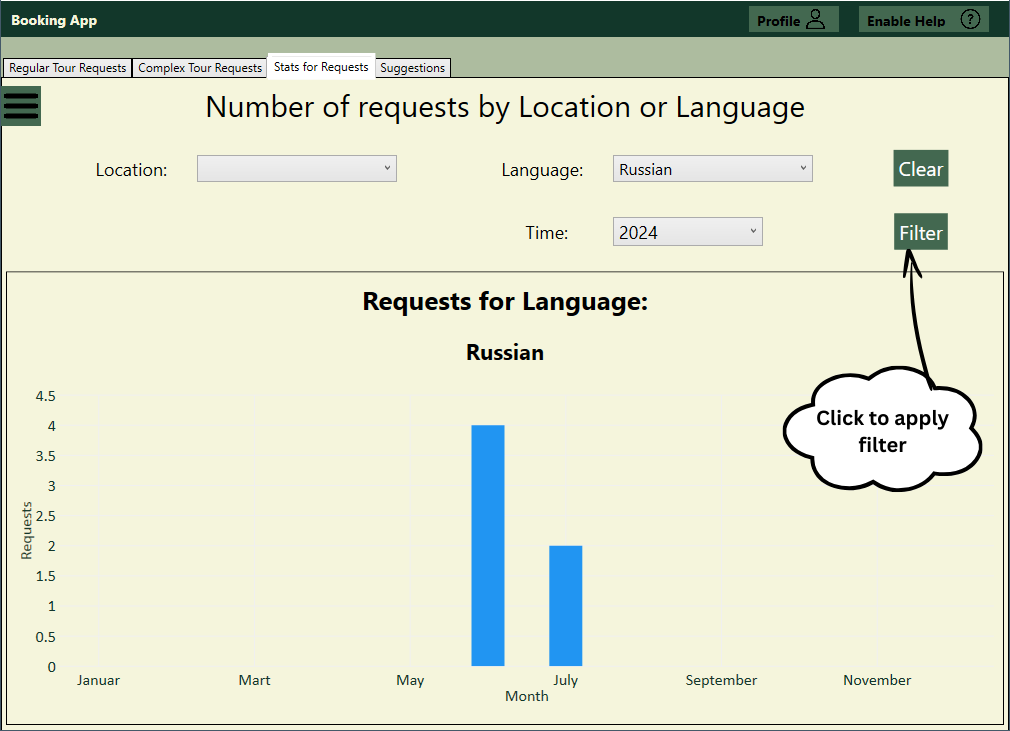 Booking App
Profile
Enable Help ?
Regular Tour Requests
Complex Tour Requests
Stats for Requests
Suggestions
Number of requests by Location or Language
Location:
Language:
Russian
Clear
Time:
2024
Filter
Requests for Language:
Russian
Click to apply
filter
4.5
4
3.5
3
2.5
2
1.5
1
0.5
0
Requests
Januar
Mart
May
July
September
November
Month